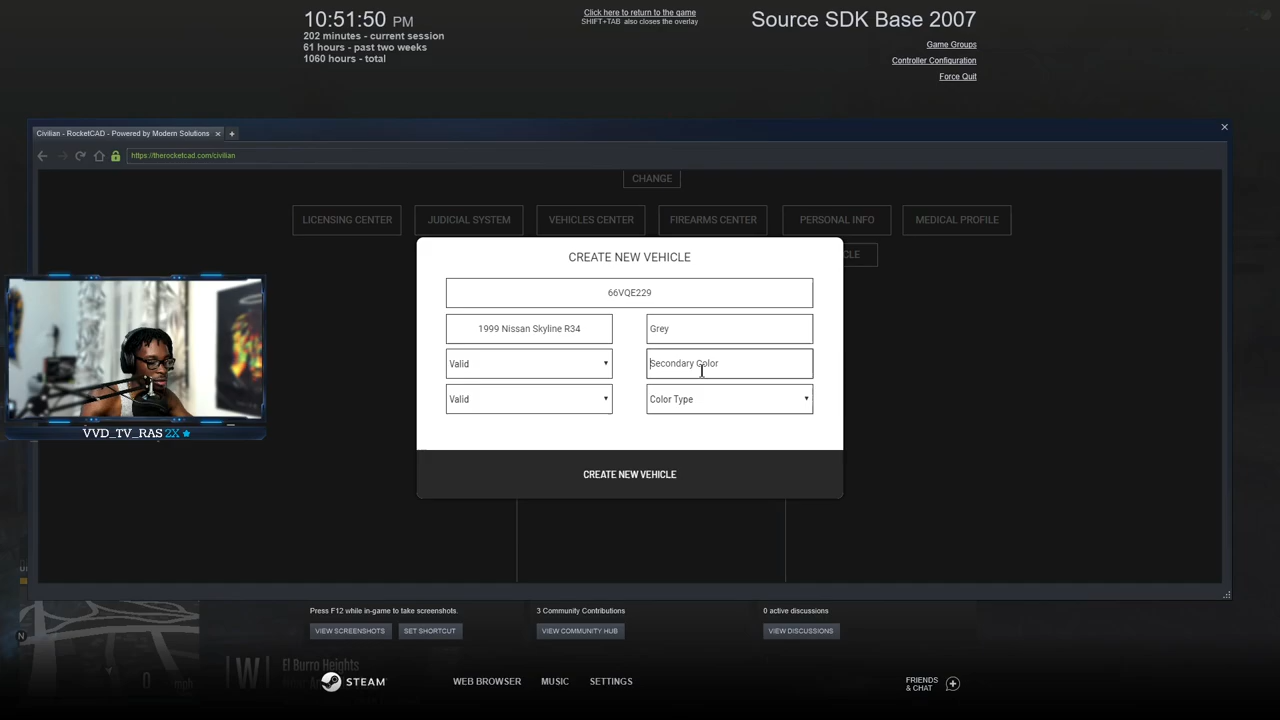 10:51:50 PM
202 minutes - current session
61 hours - past two weeks
1060 hours - total
Click here to return to the game
SHIFT+TAB also closes the overlay
Source SDK Base 2007
Game Groups
Controller Configuration
Force Quit
Civilian - RocketCAD - Powered by Modern Solutions
https://therocketcad.com/civilian
CHANGE
LICENSING CENTER
JUDICIAL SYSTEM
VEHICLES CENTER
FIREARMS CENTER
PERSONAL INFO
MEDICAL PROFILE
CREATE NEW VEHICLE
66VQE229
1999 Nissan Skyline R34
Grey
Valid
Secondary Color
Valid
Color Type
CREATE NEW VEHICLE
VVD_TV_RAS 2X
Press F12 while in-game to take screenshots.
3 Community Contributions
0 active discussions
VIEW SCREENSHOTS
SET SHORTCUT
VIEW COMMUNITY HUB
VIEW DISCUSSIONS
N
0 mph
W
El Burro Heights
STEAM
WEB BROWSER
MUSIC
SETTINGS
FRIENDS
& CHAT